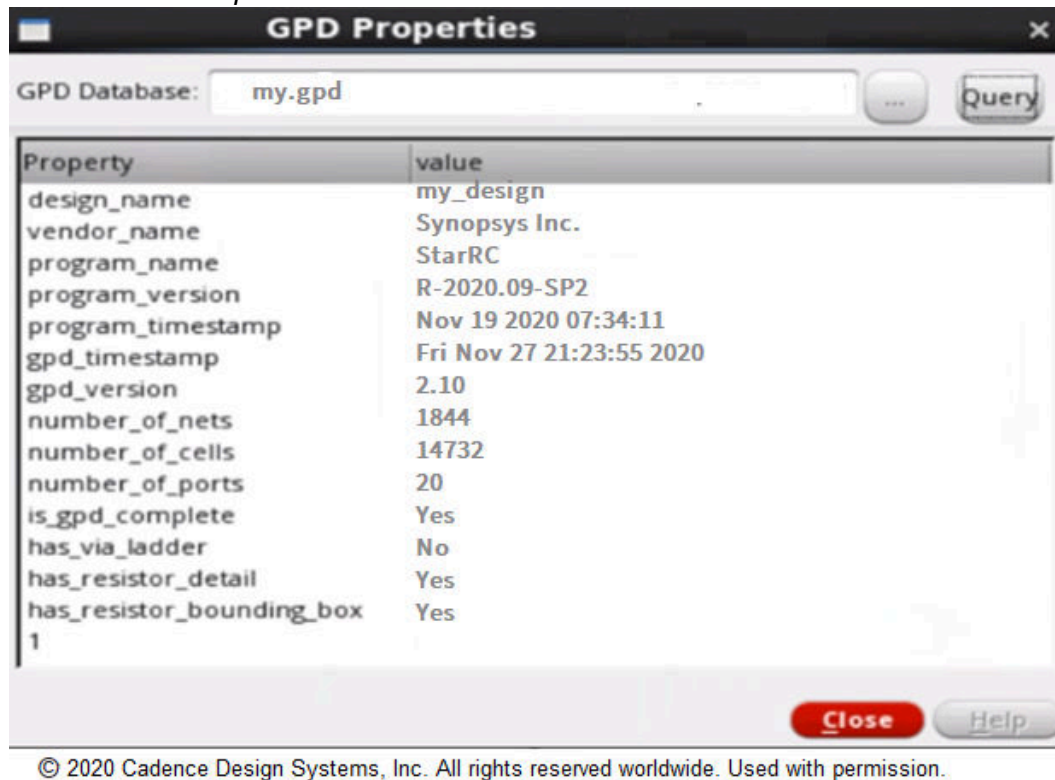 GPD Properties
GPD Database: my.gpd ... Query
Property value
design_name my_design
vendor_name Synopsys Inc.
program_name StarRC
program_version R-2020.09-SP2
program_timestamp Nov 19 2020 07:34:11
gpd_timestamp Fri Nov 27 21:23:55 2020
gpd_version 2.10
number_of_nets 1844
number_of_cells 14732
number_of_ports 20
is_gpd_complete Yes
has_via_ladder No
has_resistor_detail Yes
has_resistor_bounding_box Yes
1
Close Help
© 2020 Cadence Design Systems, Inc. All rights reserved worldwide. Used with permission.